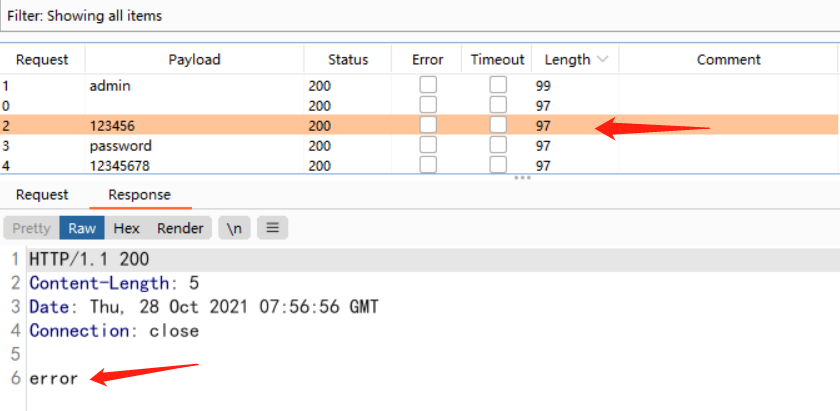 Filter: Showing all items
Request Payload Status Error Timeout Length Comment
1 admin 200 99
0 200 97
2 123456 200 97
3 password 200 97
4 12345678 200 97
Request Response
Pretty Raw Hex Render \n
1 HTTP/1.1 200
2 Content-Length: 5
3 Date: Thu, 28 Oct 2021 07:56:56 GMT
4 Connection: close
5
6 error